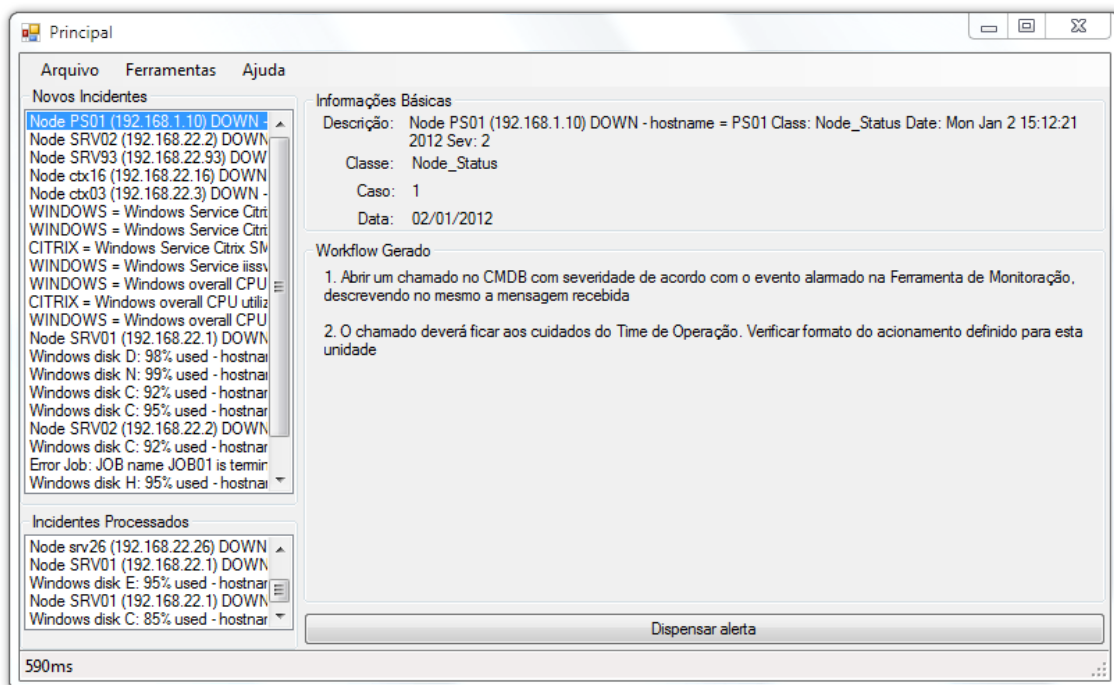 Principal
Arquivo Ferramentas Ajuda
Novos Incidentes
Node PS01 (192.168.1.10) DOWN -
Node SRV02 (192.168.22.2) DOWN -
Node SRV93 (192.168.22.93) DOW
Node ctx16 (192.168.22.16) DOWN
Node ctx03 (192.168.22.3) DOWN -
WINDOWS = Windows Service Citri
WINDOWS = Windows Service Citri
CITRIX = Windows Service Citrix SM
WINDOWS = Windows Service iissv
WINDOWS = Windows overall CPU
CITRIX = Windows overall CPU utiliz
WINDOWS = Windows overall CPU
Node SRV01 (192.168.22.1) DOWN
Windows disk D: 98% used - hostnar
Windows disk N: 99% used - hostnar
Windows disk C: 92% used - hostnar
Windows disk C: 95% used - hostnar
Node SRV02 (192.168.22.2) DOWN
Windows disk C: 92% used - hostnar
Error Job: JOB name JOB01 is termin
Windows disk H: 95% used - hostnar
Incidentes Processados
Node srv26 (192.168.22.26) DOWN
Node SRV01 (192.168.22.1) DOWN
Windows disk E: 95% used - hostnar
Node SRV01 (192.168.22.1) DOWN
Windows disk C: 85% used - hostnar
Informações Básicas
Descrição: Node PS01 (192.168.1.10) DOWN - hostname = PS01 Class: Node_Status Date: Mon Jan 2 15:12:21
2012 Sev: 2
Classe: Node_Status
Caso: 1
Data: 02/01/2012
Workflow Gerado
1. Abrir um chamado no CMDB com severidade de acordo com o evento alarmado na Ferramenta de Monitoração,
descrevendo no mesmo a mensagem recebida
2. O chamado deverá ficar aos cuidados do Time de Operação. Verificar formato do acionamento definido para esta
unidade
Dispensar alerta
590ms